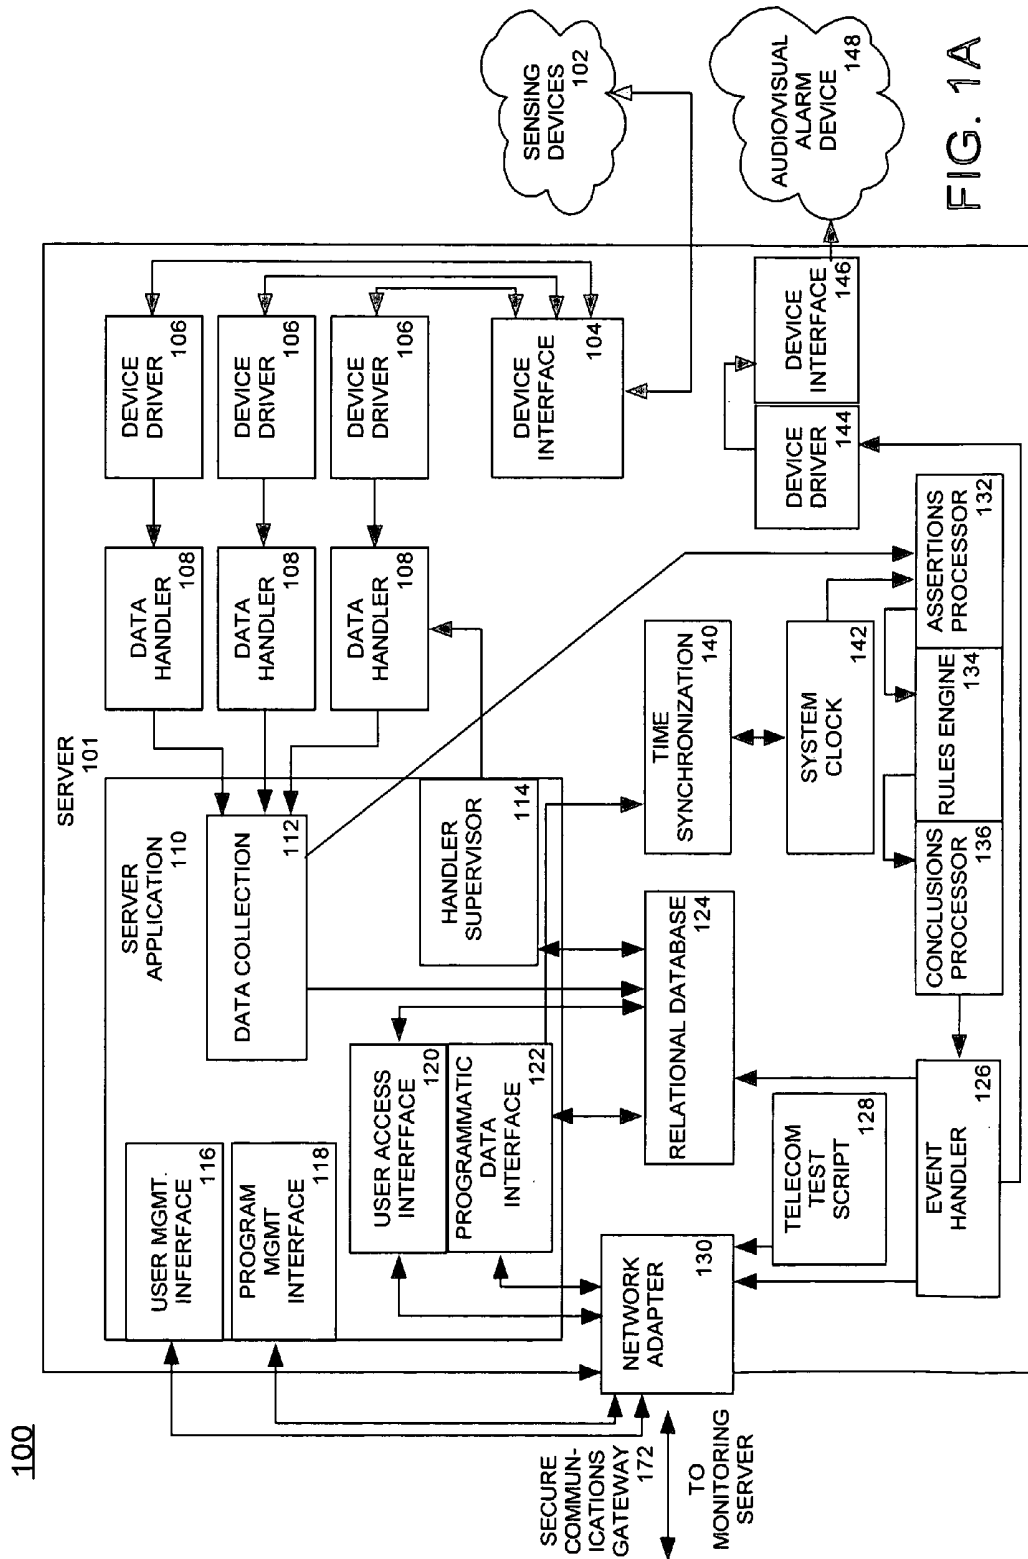 100
SERVER
101
SERVER
APPLICATION
110
USER MGMT.
INFERFACE
116
PROGRAM
MGMT
INTERFACE
118
DATA COLLECTION
112
DATA
HANDLER
108
DEVICE
DRIVER
106
DATA
HANDLER
108
DEVICE
DRIVER
106
DATA
HANDLER
108
DEVICE
DRIVER
106
USER ACCESS
INTERFFACE
120
PROGRAMMATIC
DATA
INTERFACE
122
HANDLER
SUPERVISOR
114
DEVICE
INTERFACE
104
SENSING
DEVICES
102
SECURE
COMMUN-
ICATIONS
GATEWAY
172
TO
MONITORING
SERVER
NETWORK
ADAPTER
130
RELATIONAL DATABASE
124
TIME
SYNCHRONIZATION
140
SYSTEM
CLOCK
142
TELECOM
TEST
SCRIPT
128
EVENT
HANDLER
126
CONCLUSIONS
PROCESSOR
136
RULES ENGINE
134
ASSERTIONS
PROCESSOR
132
DEVICE
DRIVER
144
DEVICE
INTERFACE
146
AUDIO/VISUAL
ALARM
DEVICE
148
FIG. 1A